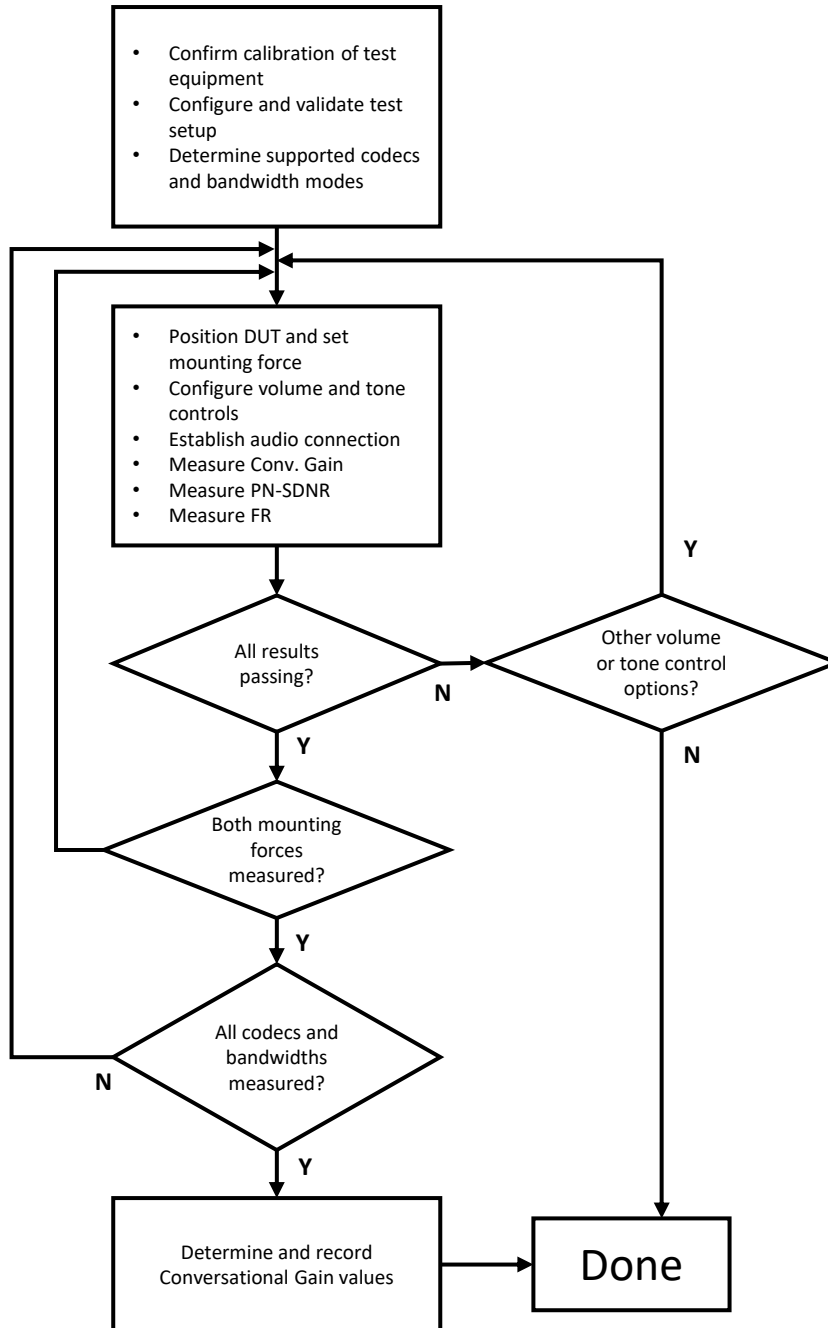 • Confirm calibration of test
equipment
• Configure and validate test
setup
• Determine supported codecs
and bandwidth modes
• Position DUT and set
mounting force
• Configure volume and tone
controls
• Establish audio connection
• Measure Conv. Gain
• Measure PN-SDNR
• Measure FR
Y
All results
passing?
N
Other volume
or tone control
options?
Y
N
Both mounting
forces
measured?
Y
All codecs and
bandwidths
measured?
N
Y
Determine and record
Conversational Gain values
Done